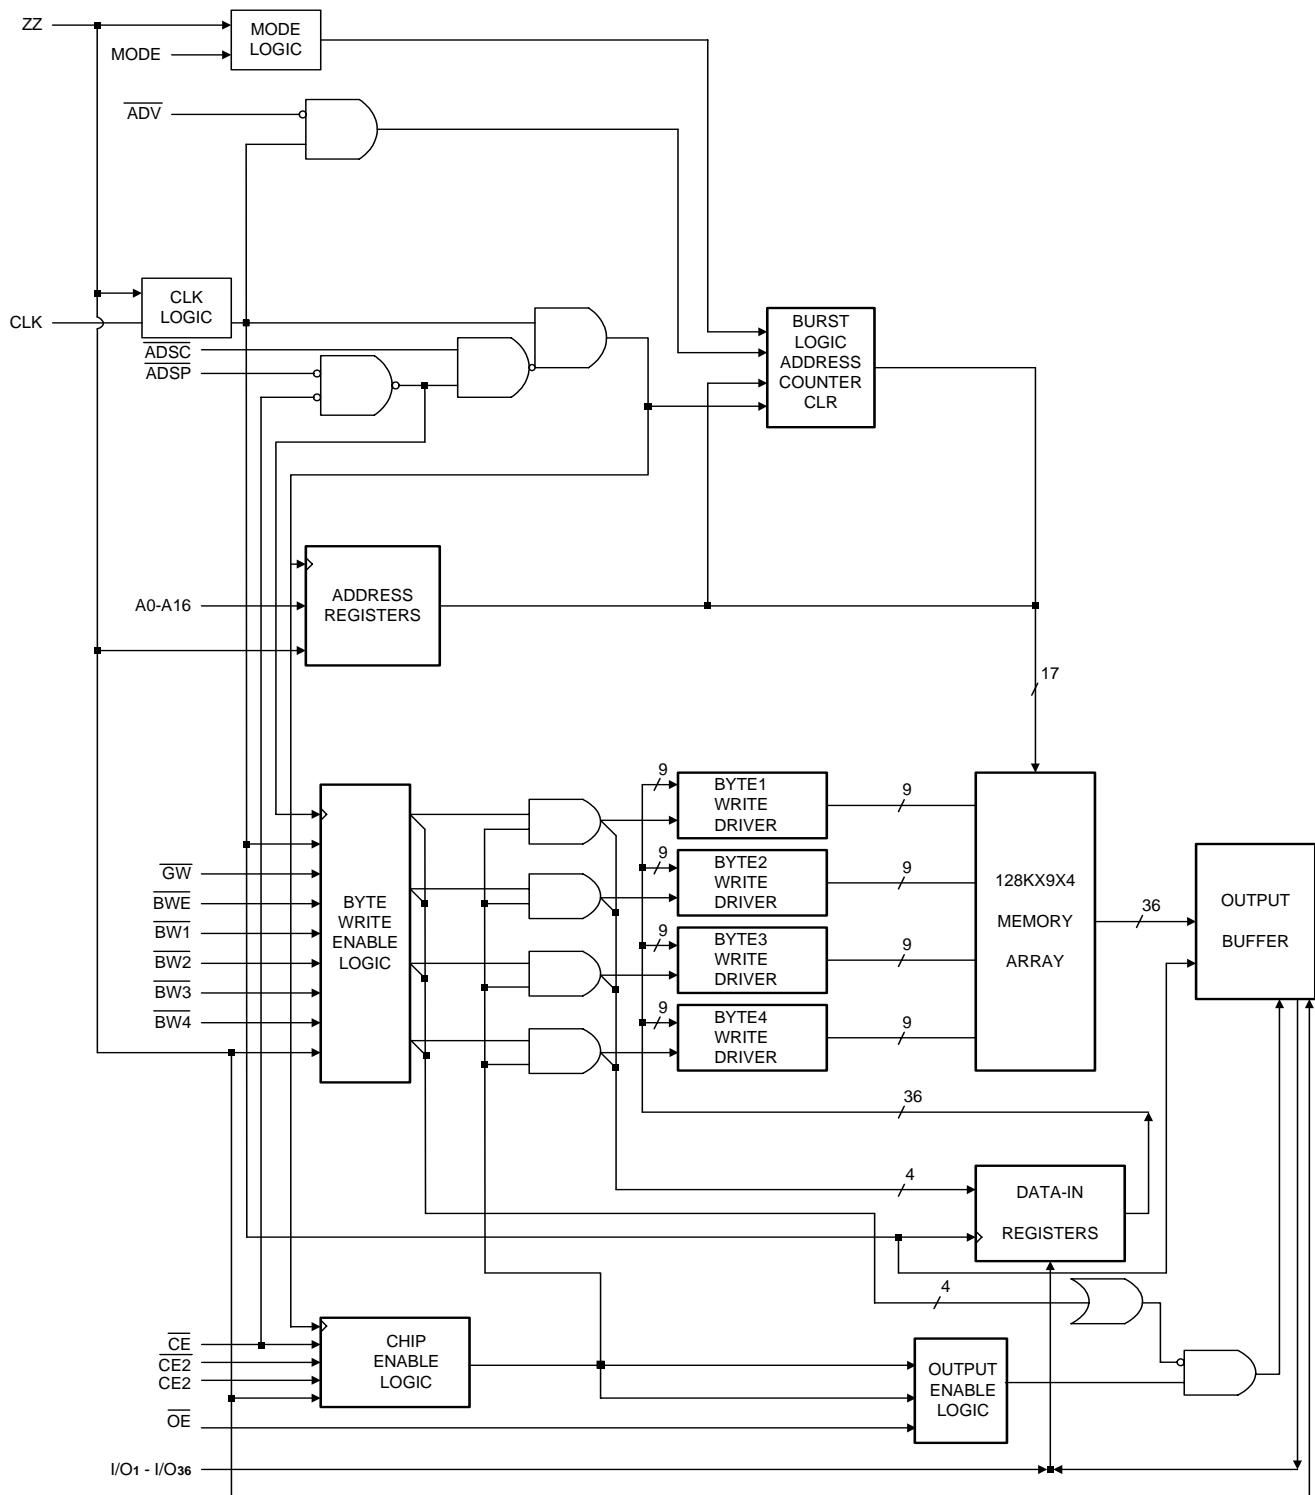 ZZ
MODE
LOGIC
MODE
ADV
CLK
LOGIC
CLK
ADSC
ADSP
BURST
LOGIC
ADDRESS
COUNTER
CLR
ADDRESS
REGISTERS
A0-A16
17
9
BYTE1
WRITE
DRIVER
9
9
BYTE2
WRITE
DRIVER
9
9
BYTE3
WRITE
DRIVER
9
9
BYTE4
WRITE
DRIVER
9
GW
BWE
BW1
BW2
BW3
BW4
BYTE
WRITE
ENABLE
LOGIC
128KX9X4
MEMORY
ARRAY
36
OUTPUT
BUFFER
36
4
DATA-IN
REGISTERS
4
CE
CE2
CE2
CHIP
ENABLE
LOGIC
OUTPUT
ENABLE
LOGIC
OE
I/O1 - I/O36